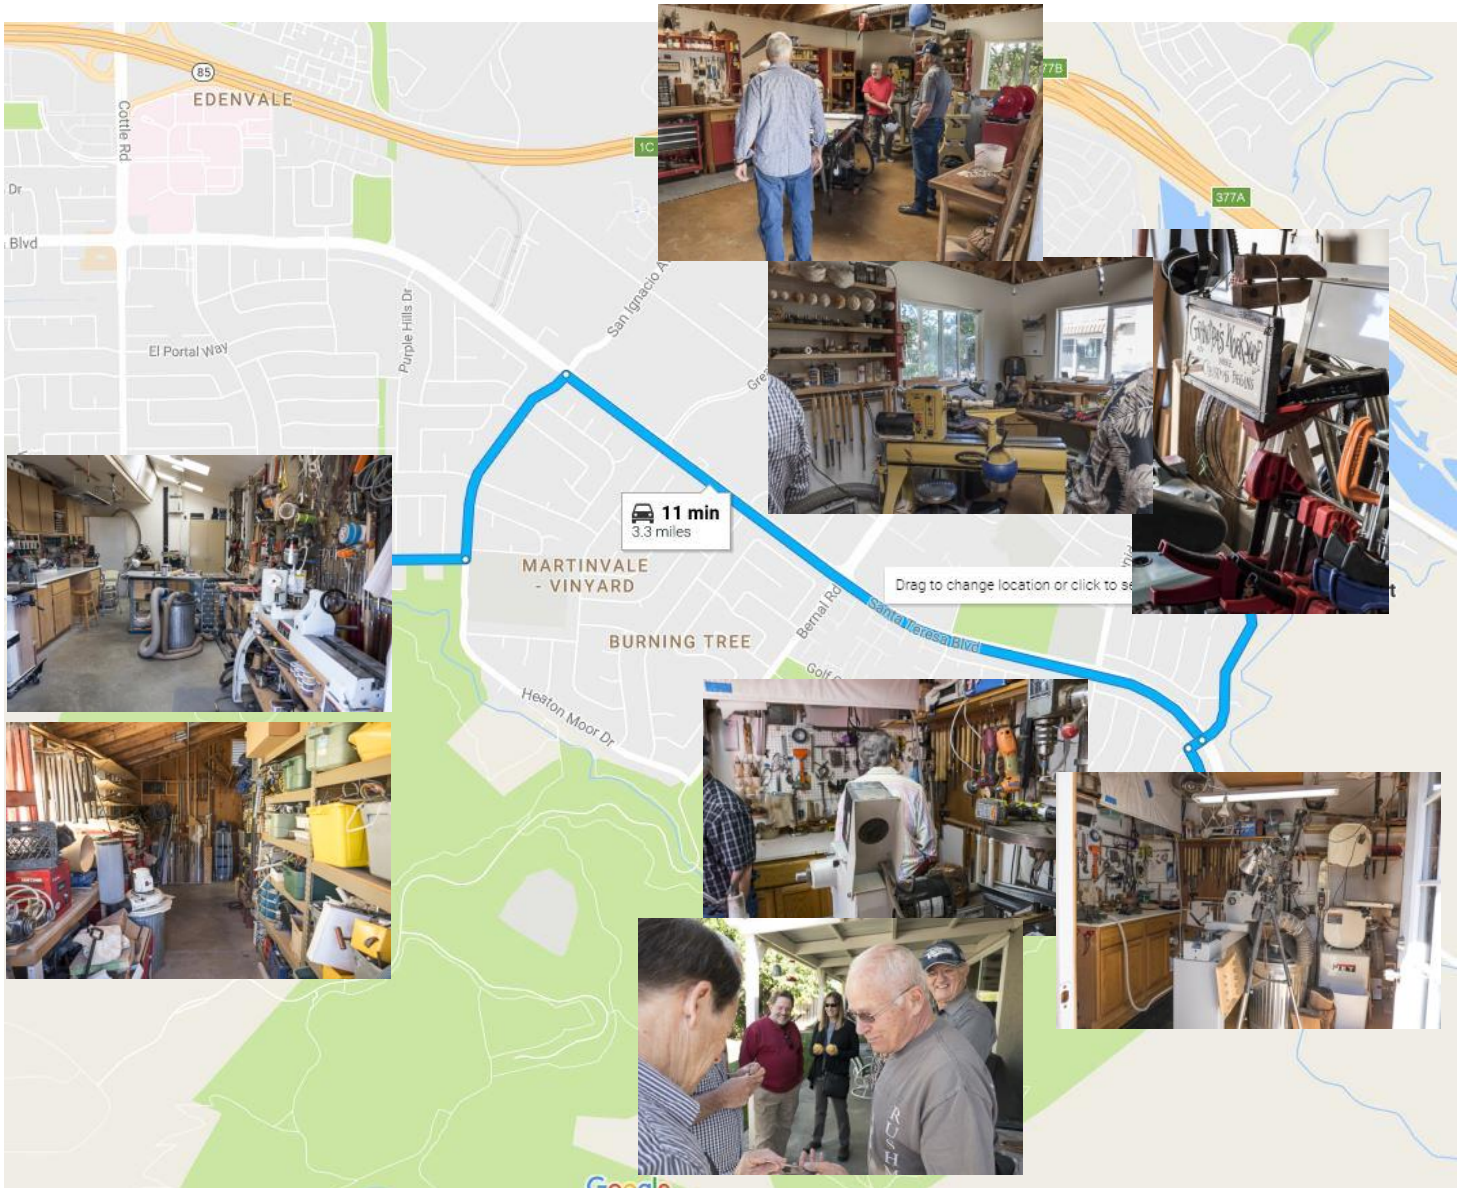 85
EDENVALE
Cottle Rd
1C
77B
377A
Dr
Blvd
San Ignacio A
El Portal Way
Purple Hills Dr
Grea
Grandpa's WorkShop
11 min
3.3 miles
MARTINVALE
- VINYARD
Drag to change location or click to se
t
Bernal Rd
Santa Teresa Blvd
BURNING TREE
Golf
Heaton Moor Dr
JET
RUSHM
Google